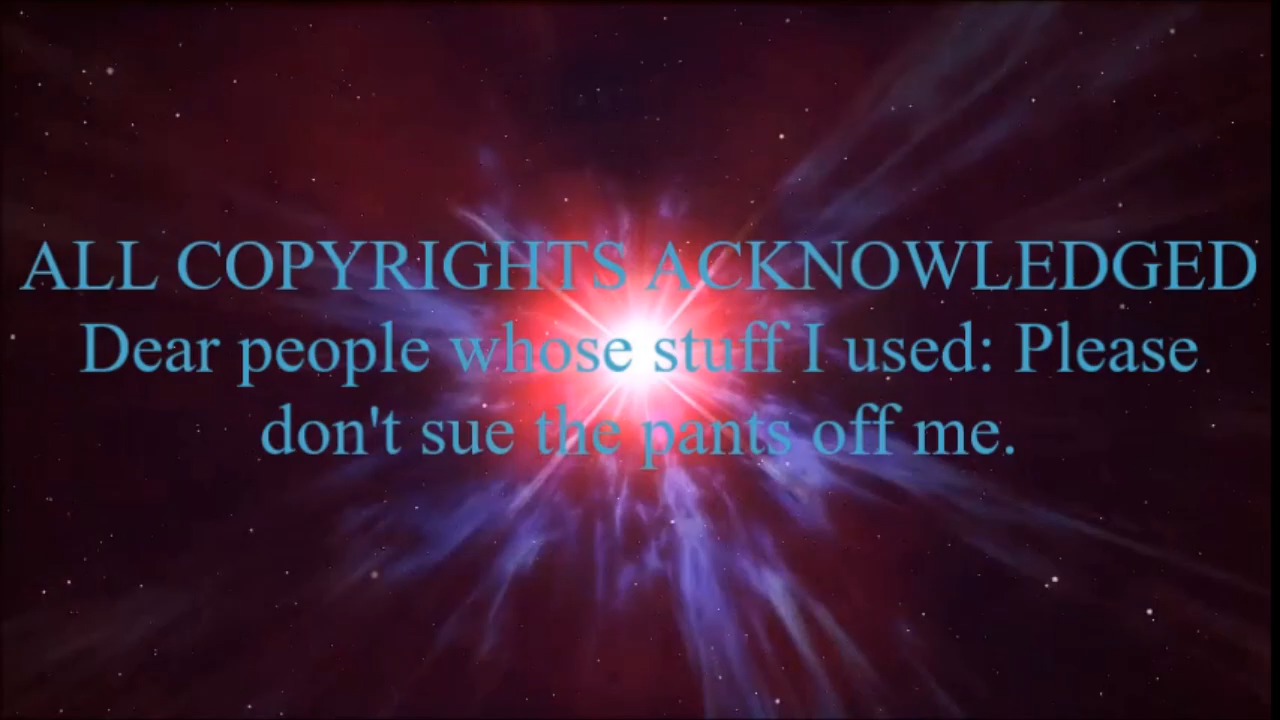 ALL COPYRIGHTS ACKNOWLEDGED
Dear people whose stuff I used: Please
don't sue the pants off me.